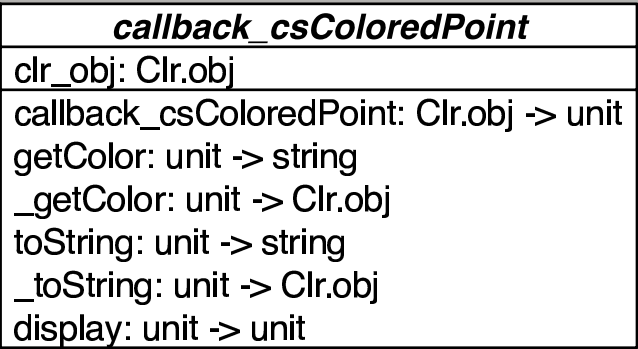 callback_csColoredPoint
clr_obj: Clr.obj
callback_csColoredPoint: Clr.obj -> unit
getColor: unit -> string
_getColor: unit -> Clr.obj
toString: unit -> string
_toString: unit -> Clr.obj
display: unit -> unit